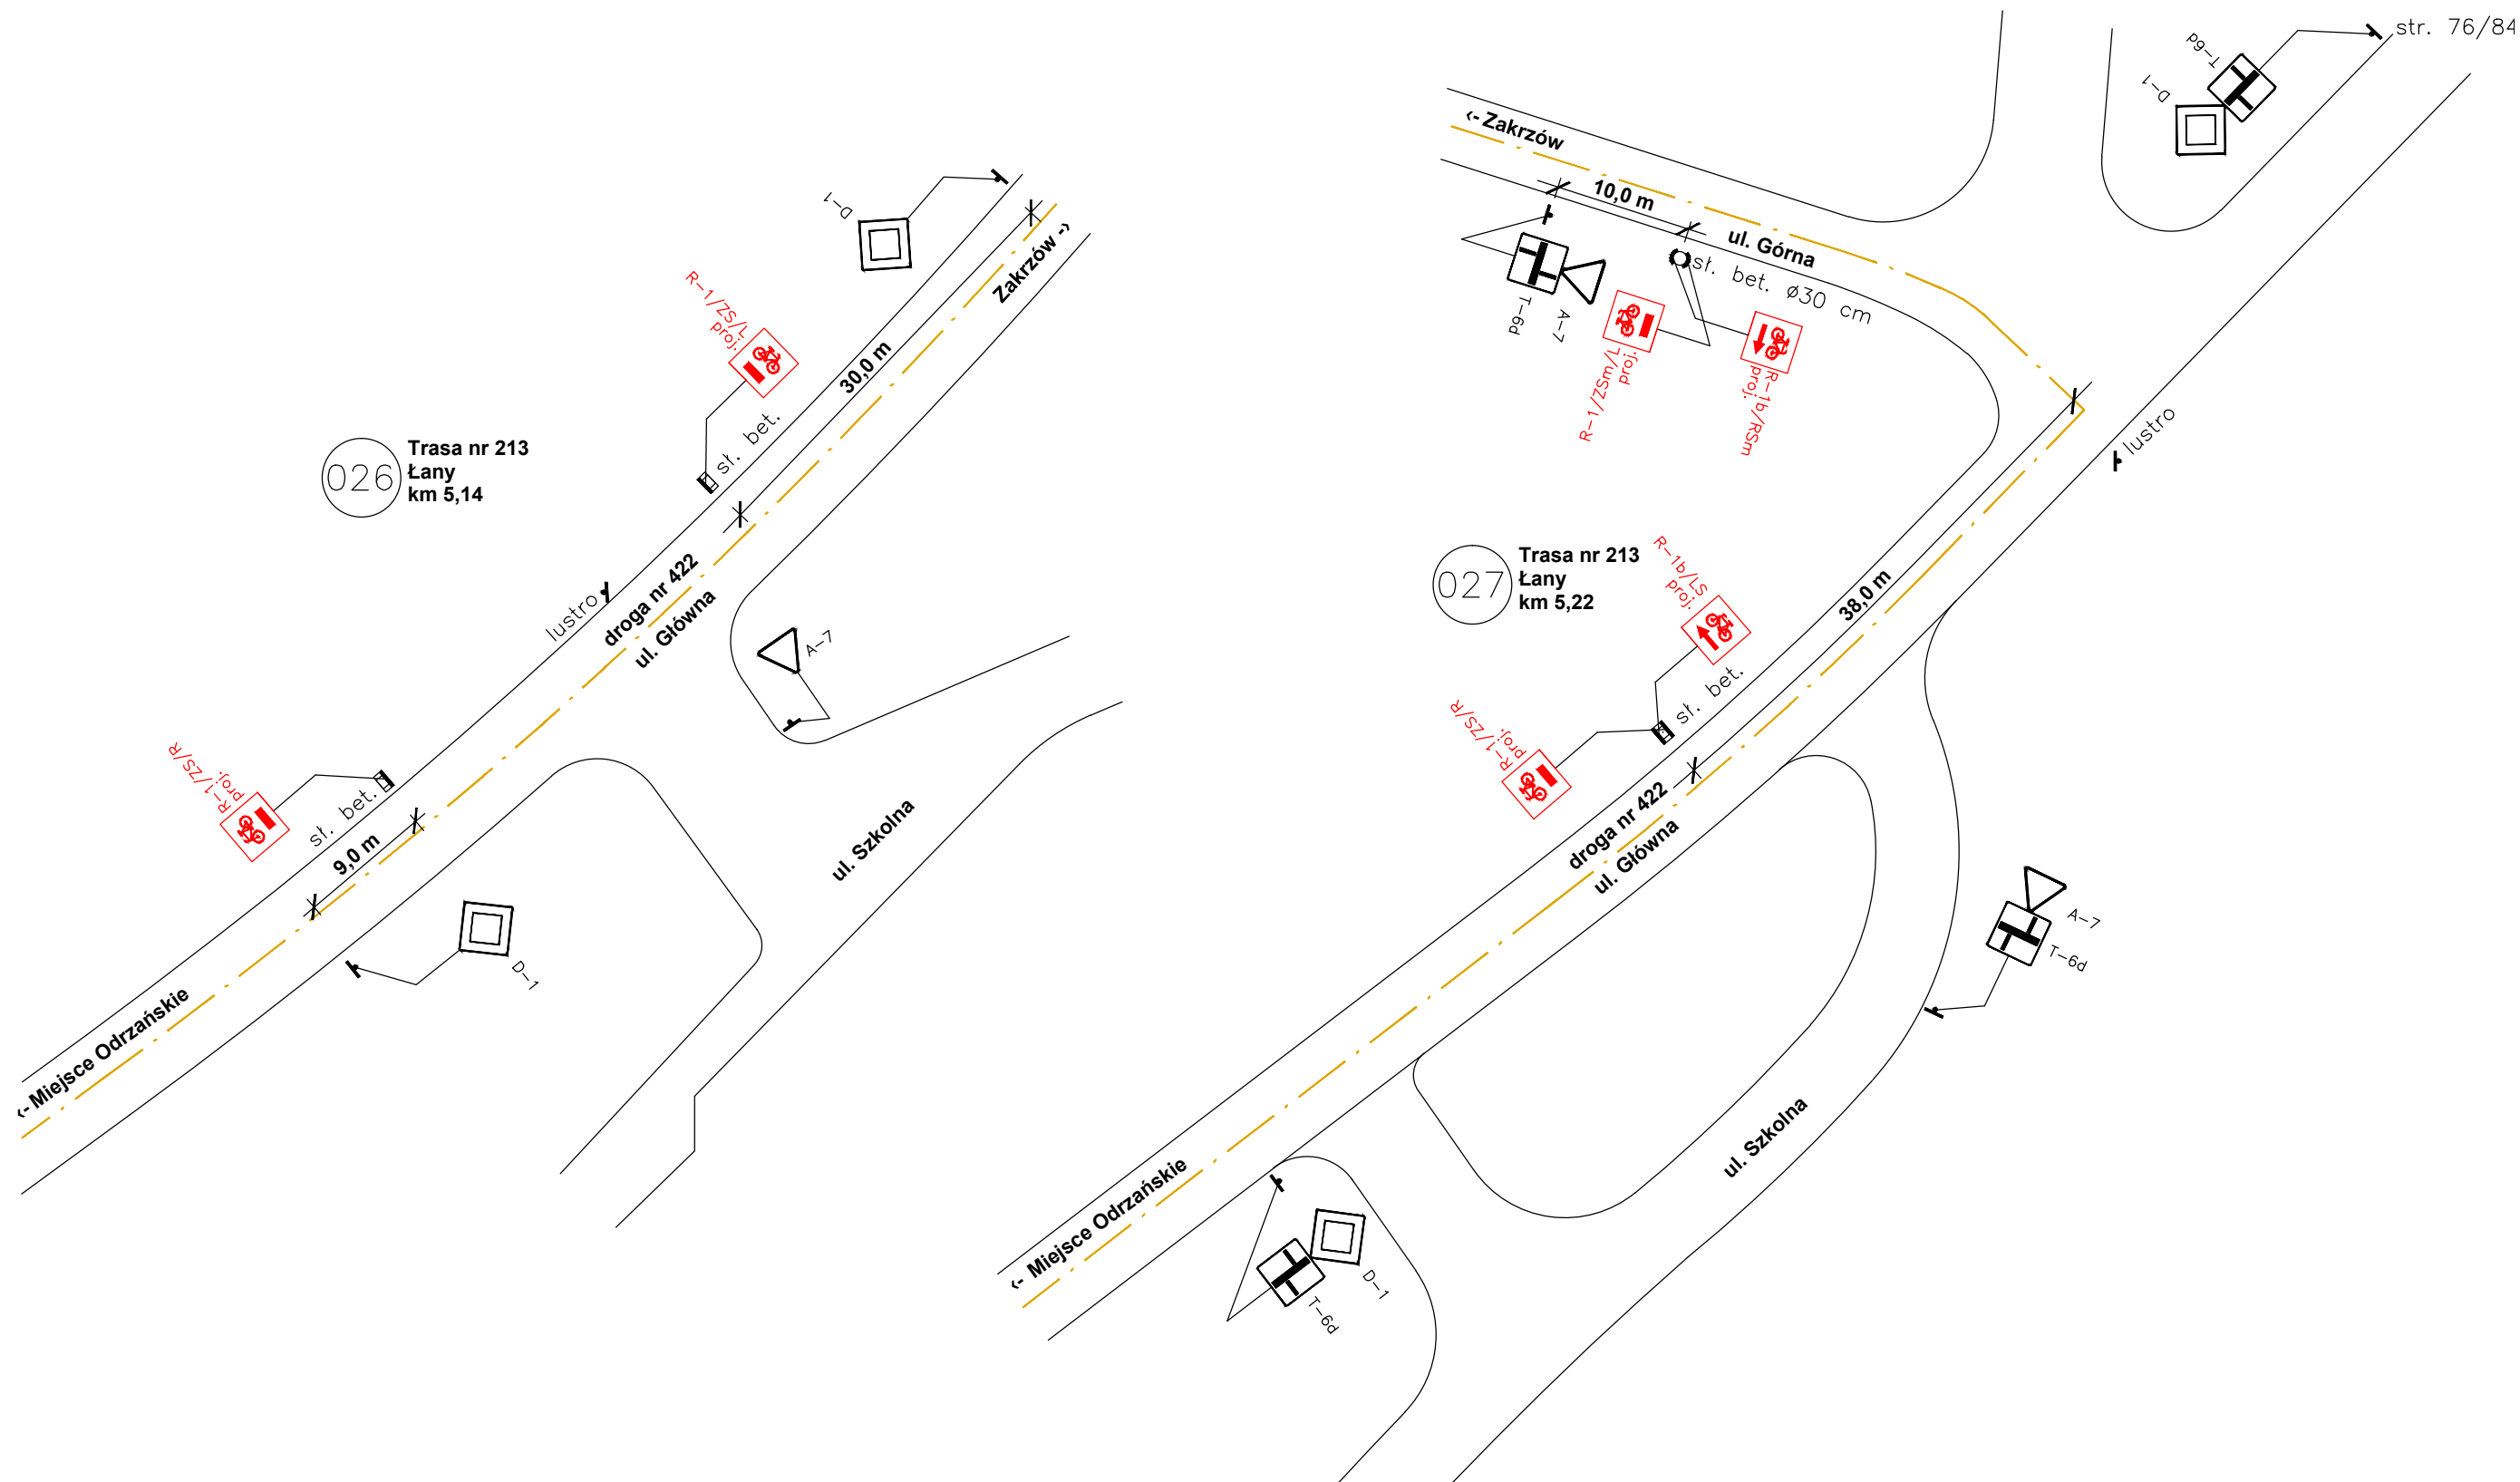 D-1
R-1/ZS/L
proj.
Zakrzów ->
30,0 m
sł. bet.
026
Trasa nr 213
Łany
km 5,14
lustro
droga nr 422
ul. Główna
A-7
R-1/ZS/R
proj.
sł. bet.
9,0 m
ul. Szkolna
D-1
<- Miejsce Odrzańskie
str. 76/84
T-6d
D-1
<- Zakrzów
10,0 m
ul. Górna
sł. bet. ø30 cm
T-6d
A-7
R-1/ZSm/L
proj.
R-1b/RSm
proj.
lustro
027
Trasa nr 213
Łany
km 5,22
R-1b/LS
proj.
38,0 m
sł. bet.
R-1/ZS/R
proj.
droga nr 422
ul. Główna
A-7
T-6d
ul. Szkolna
<- Miejsce Odrzańskie
D-1
T-6d